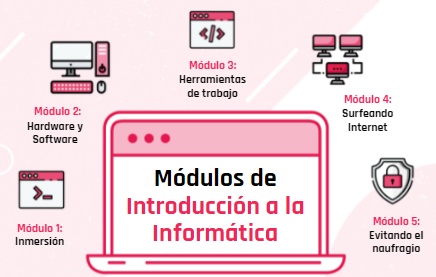 Módulo 3:
Herramientas
de trabajo
Módulo 2:
Hardware y
Software
Módulo 4:
Surfeando
Internet
Módulos de
Introducción a la
Informática
Módulo 1:
Inmersión
Módulo 5:
Evitando el
naufragio